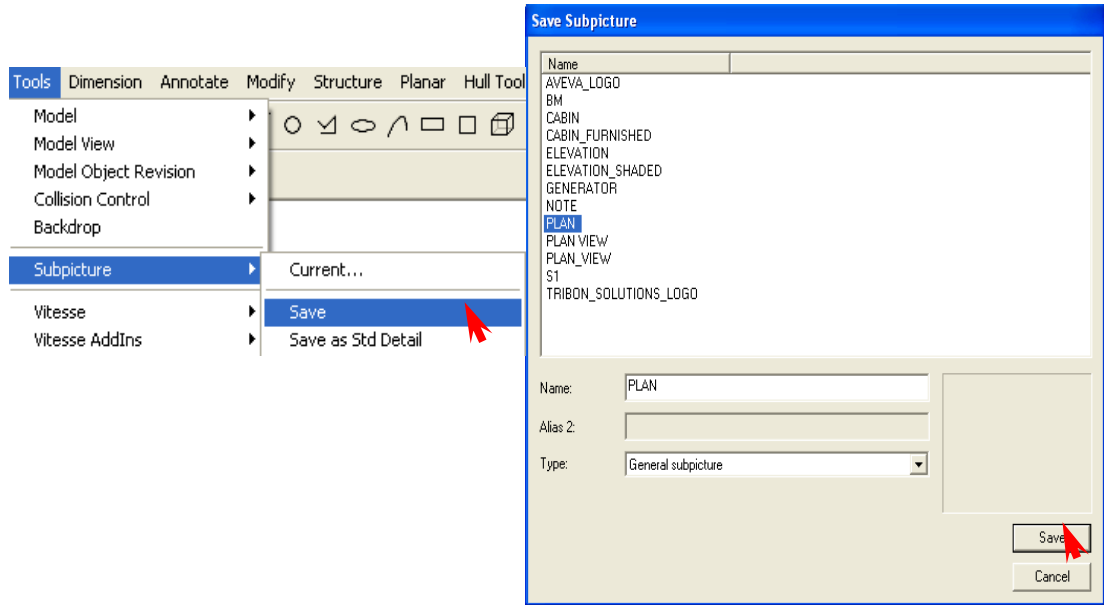 Tools Dimension Annotate Modify Structure Planar Hull Tool
Model
Model View
Model Object Revision
Collision Control
Backdrop
Subpicture
Vitesse
Vitesse AddIns
Current...
Save
Save as Std Detail
Save Subpicture
Name
AVEVA_LOGO
BM
CABIN
CABIN_FURNISHED
ELEVATION
ELEVATION_SHADED
GENERATOR
NOTE
PLAN
PLAN VIEW
PLAN_VIEW
S1
TRIBON_SOLUTIONS_LOGO
Name: PLAN
Alias 2:
Type: General subpicture
Save
Cancel